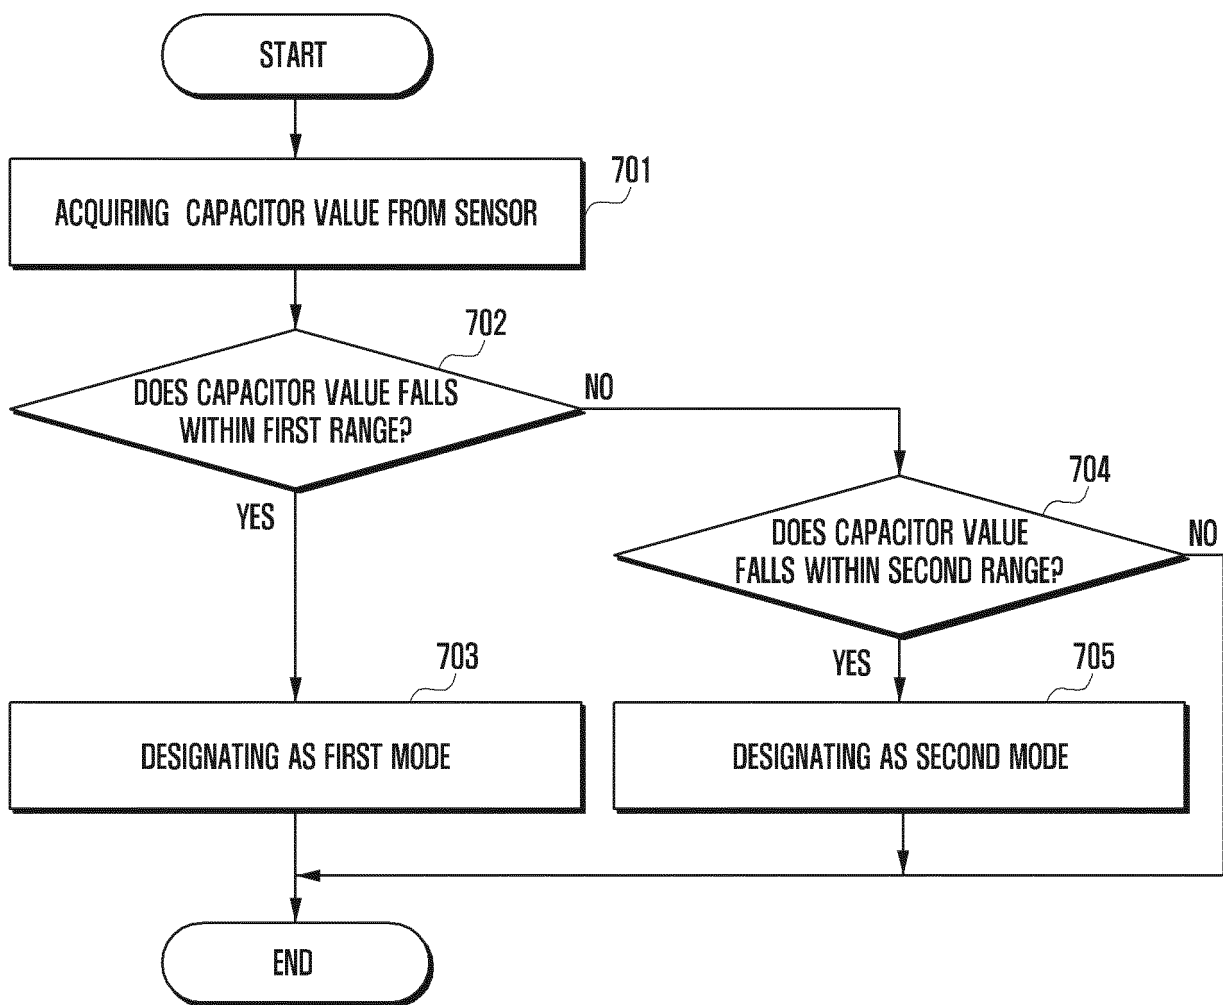 START
701
ACQUIRING CAPACITOR VALUE FROM SENSOR
702
DOES CAPACITOR VALUE FALLS
WITHIN FIRST RANGE?
NO
YES
704
DOES CAPACITOR VALUE
FALLS WITHIN SECOND RANGE?
NO
YES
703
DESIGNATING AS FIRST MODE
705
DESIGNATING AS SECOND MODE
END